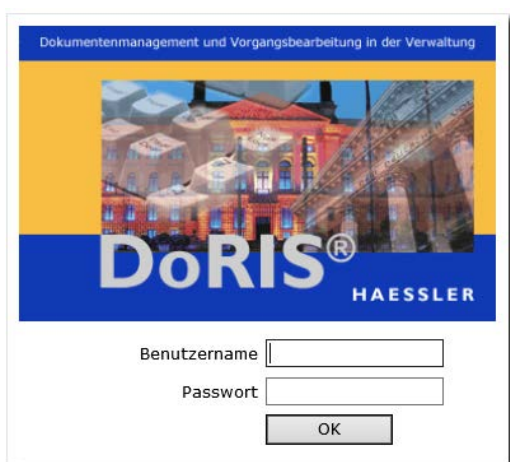 Dokumentenmanagement und Vorgangsbearbeitung in der Verwaltung
DoRIS®
HAESSLER
Benutzername
Passwort
OK